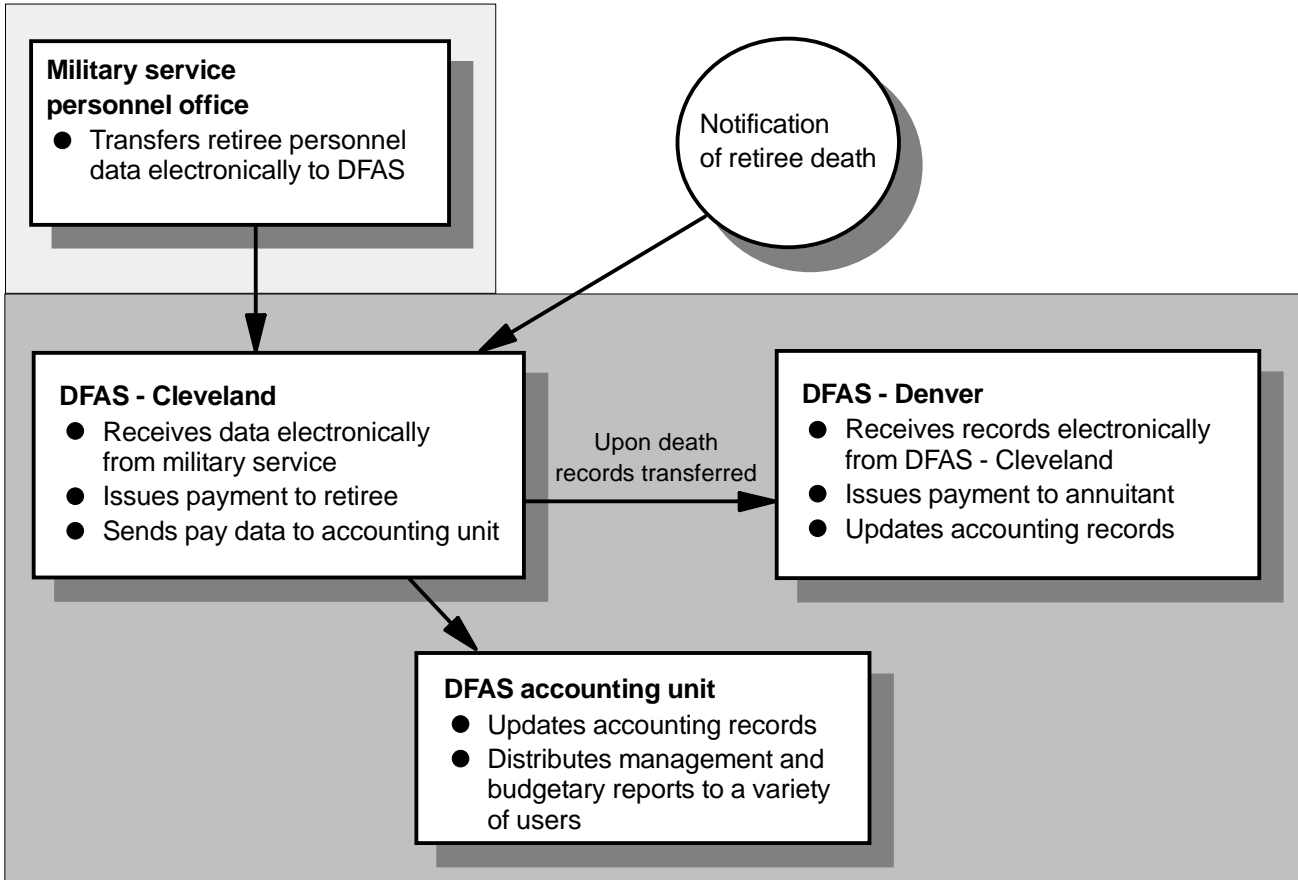 Military service
personnel office
● Transfers retiree personnel
data electronically to DFAS
Notification
of retiree death
DFAS - Cleveland
● Receives data electronically
from military service
● Issues payment to retiree
● Sends pay data to accounting unit
Upon death
records transferred
DFAS - Denver
● Receives records electronically
from DFAS - Cleveland
● Issues payment to annuitant
● Updates accounting records
DFAS accounting unit
● Updates accounting records
● Distributes management and
budgetary reports to a variety
of users